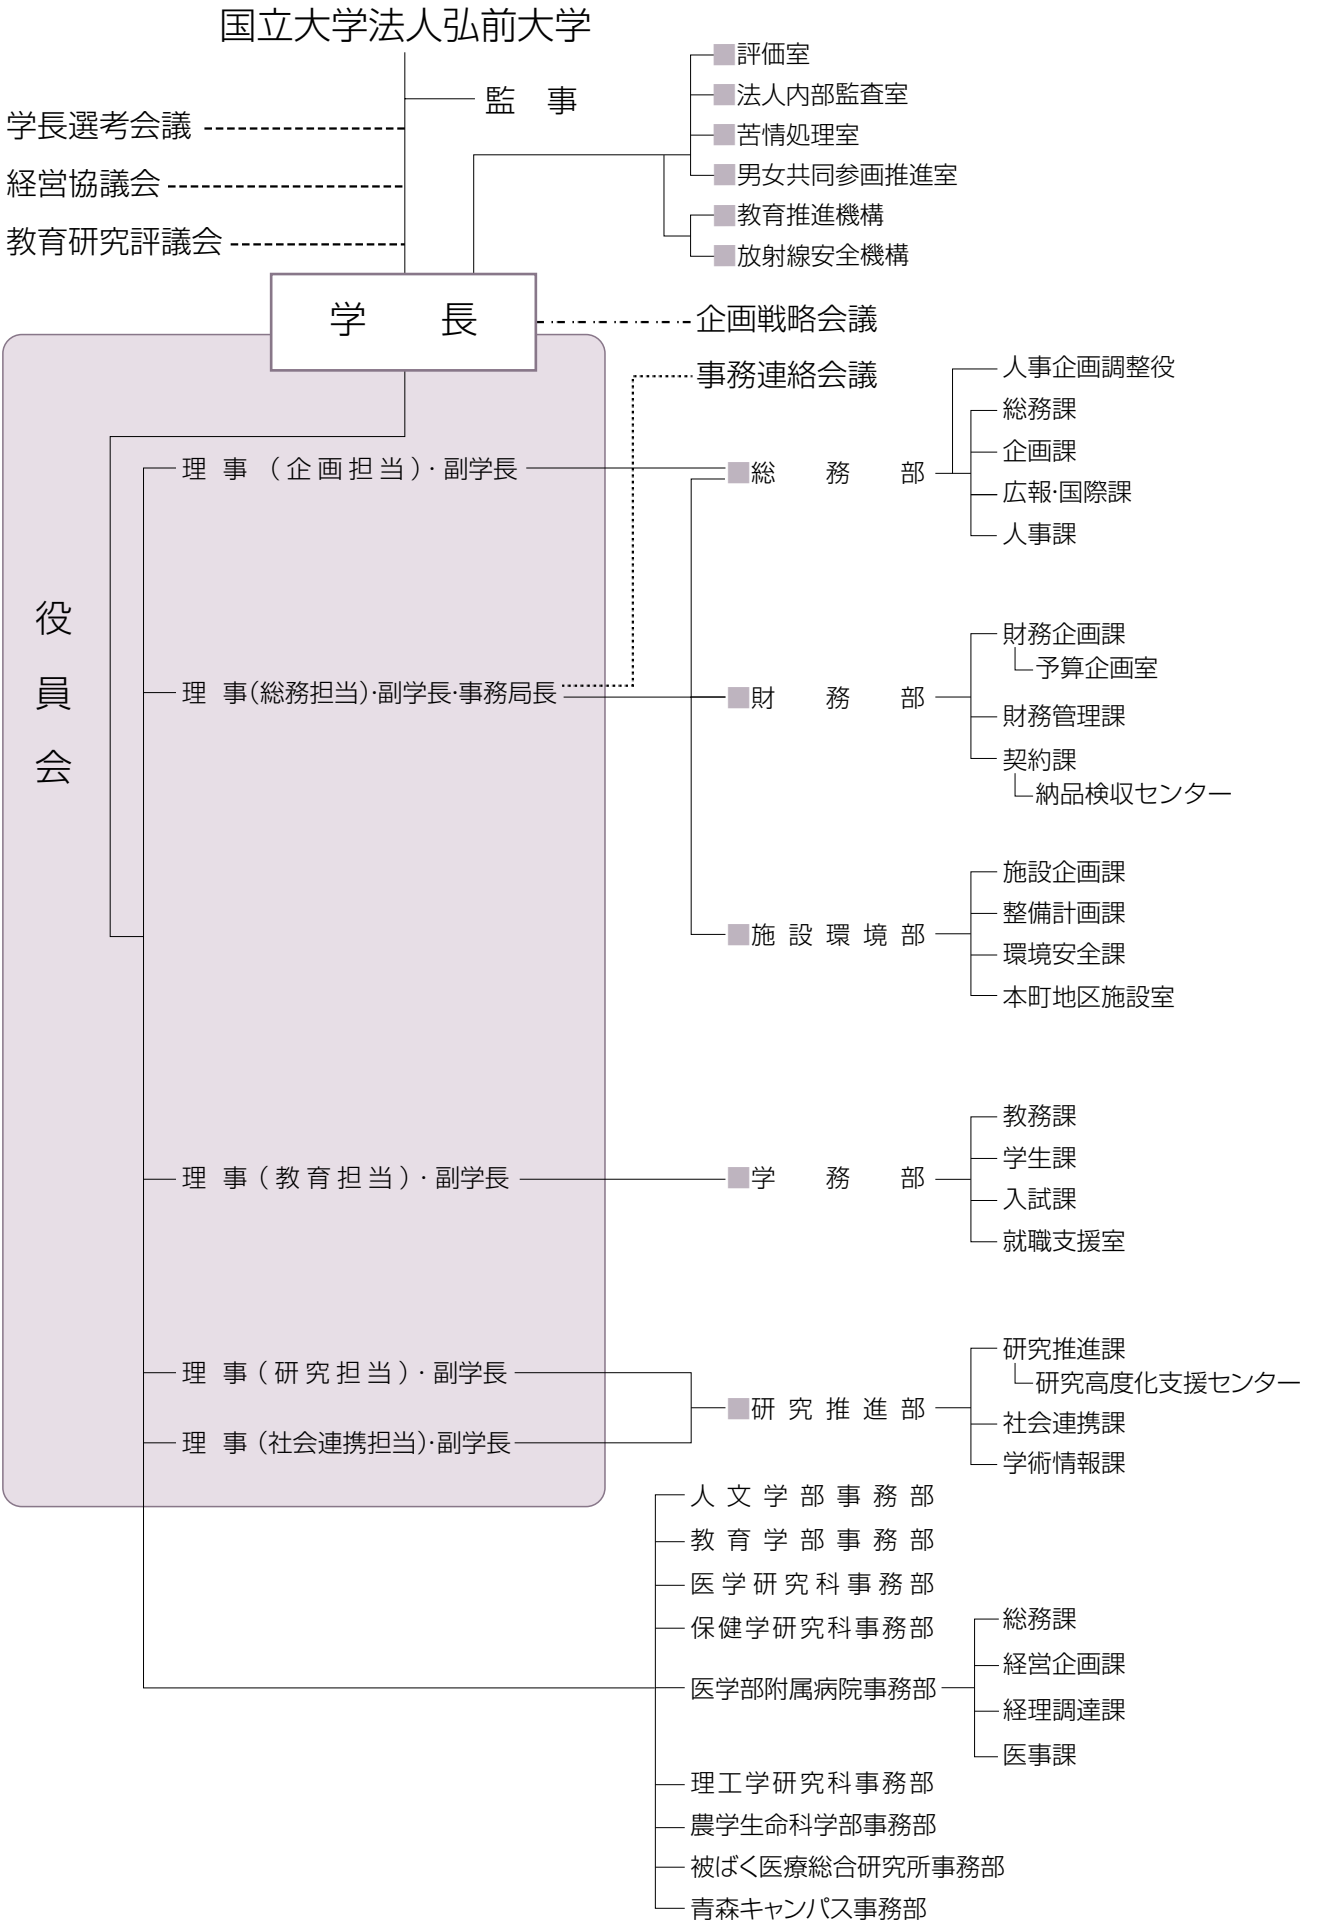 国立大学法人弘前大学
監 事
学長選考会議
経営協議会
教育研究評議会
■評価室
■法人内部監査室
■苦情処理室
■男女共同参画推進室
■教育推進機構
■放射線安全機構
学 長
企画戦略会議
事務連絡会議
役員会
理 事（企画担当）・副学長
■総務部
人事企画調整役
総務課
企画課
広報・国際課
人事課
理 事（総務担当）・副学長・事務局長
■財務部
財務企画課
予算企画室
財務管理課
契約課
納品検収センター
■施設環境部
施設企画課
整備計画課
環境安全課
本町地区施設室
理 事（教育担当）・副学長
■学務部
教務課
学生課
入試課
就職支援室
理 事（研究担当）・副学長
理 事（社会連携担当）・副学長
■研究推進部
研究推進課
研究高度化支援センター
社会連携課
学術情報課
人文学部事務部
教育学部事務部
医学研究科事務部
保健学研究科事務部
医学部附属病院事務部
総務課
経営企画課
経理調達課
医事課
理工学研究科事務部
農学生命科学部事務部
被ばく医療総合研究所事務部
青森キャンパス事務部